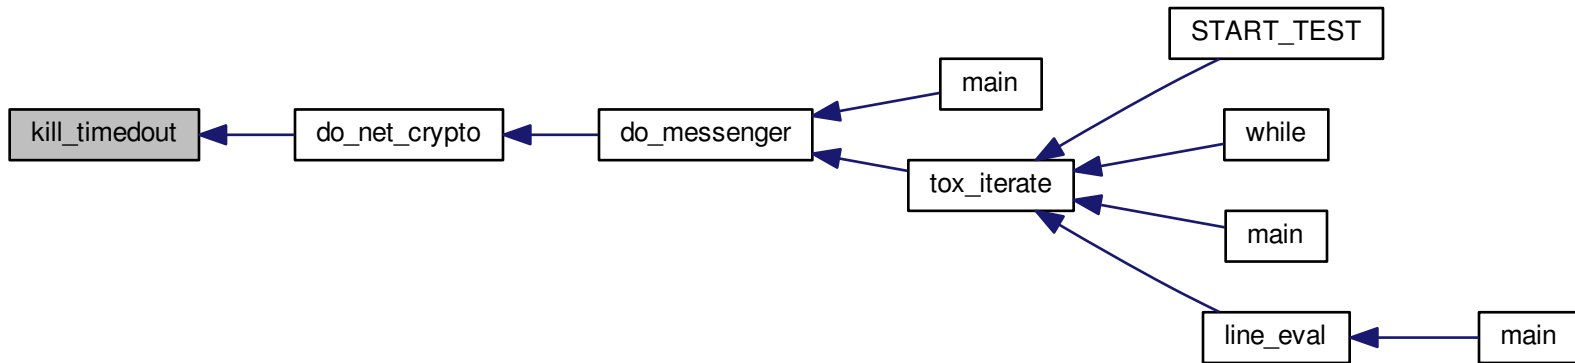 START_TEST
main
kill_timedout
do_net_crypto
do_messenger
while
tox_iterate
main
line_eval
main